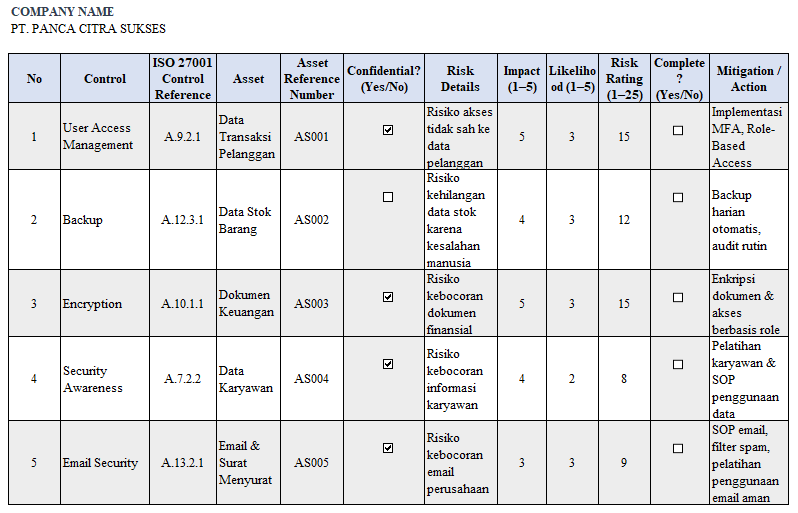 COMPANY NAME
PT. PANCA CITRA SUKSES
No
Control
ISO 27001
Control
Reference
Asset
Asset
Reference
Number
Confidential?
(Yes/No)
Risk
Details
Impact
(1–5)
Likeliho
od (1–5)
Risk
Rating
(1–25)
Complete
?
(Yes/No)
Mitigation /
Action
1
User Access
Management
A.9.2.1
Data
Transaksi
Pelanggan
AS001
Risiko akses
tidak sah ke
data
pelanggan
5
3
15
Implementasi
MFA, Role-
Based
Access
2
Backup
A.12.3.1
Data Stok
Barang
AS002
Risiko
kehilangan
data stok
karena
kesalahan
manusia
4
3
12
Backup
harian
otomatis,
audit rutin
3
Encryption
A.10.1.1
Dokumen
Keuangan
AS003
Risiko
kebocoran
dokumen
finansial
5
3
15
Enkripsi
dokumen &
akses
berbasis role
4
Security
Awareness
A.7.2.2
Data
Karyawan
AS004
Risiko
kebocoran
informasi
karyawan
4
2
8
Pelatihan
karyawan &
SOP
penggunaan
data
5
Email Security
A.13.2.1
Email &
Surat
Menyurat
AS005
Risiko
kebocoran
email
perusahaan
3
3
9
SOP email,
filter spam,
pelatihan
penggunaan
email aman